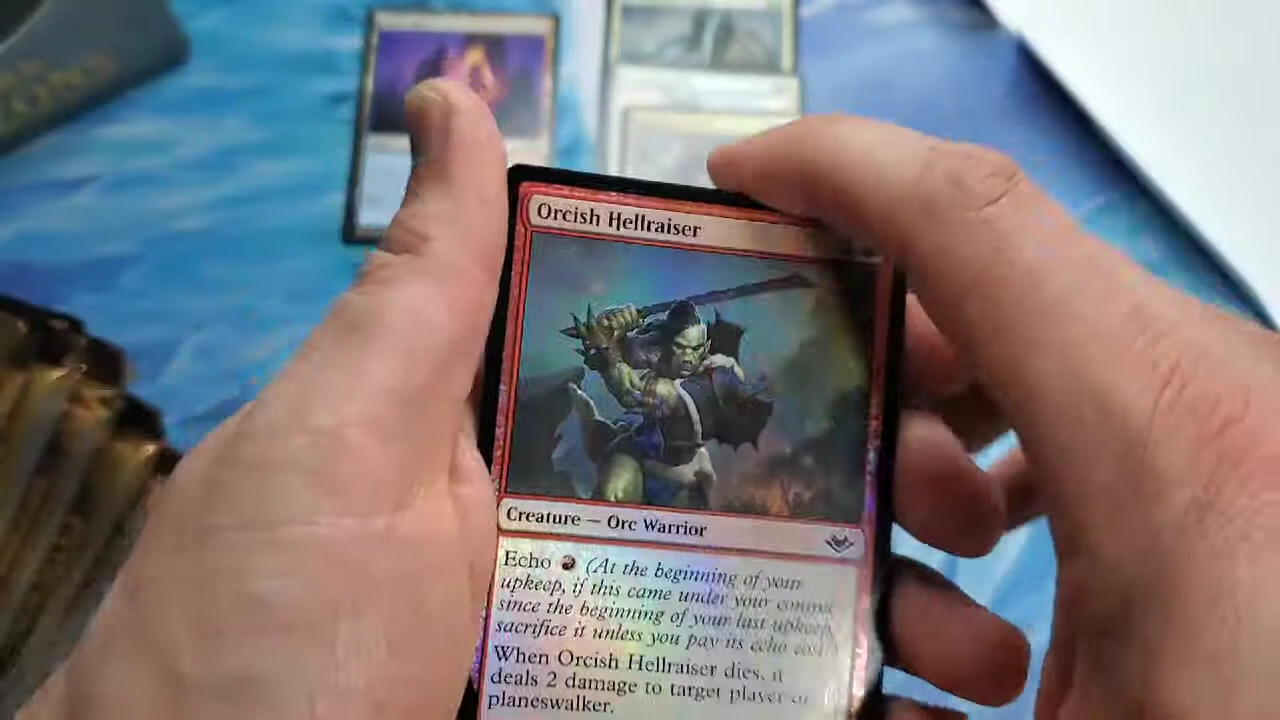 Orcish Hellraiser
Creature — Orc Warrior
Echo (At the beginning of your
upkeep, if this came under your
since the beginning of your last upkeep,
sacrifice it unless you pay its echo cost.)
When Orcish Hellraiser dies, it
deals 2 damage to target player or
planeswalker.